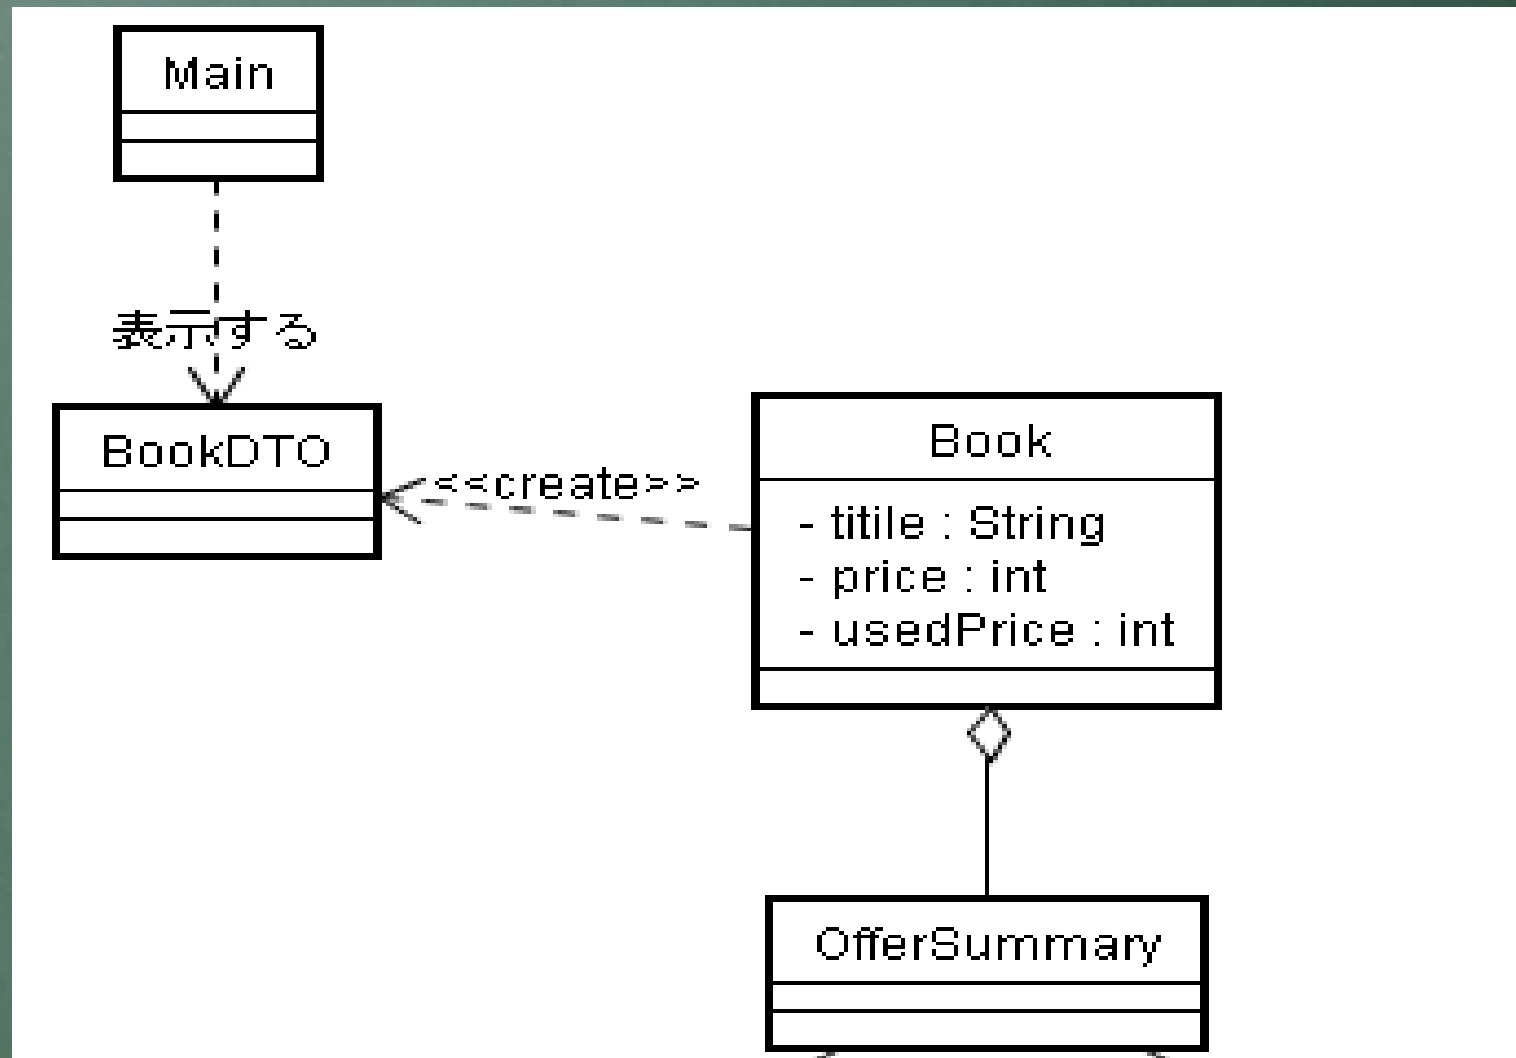 Main
表示する
BookDTO
<<create>>
Book
- titile : String
- price : int
- usedPrice : int
OfferSummary